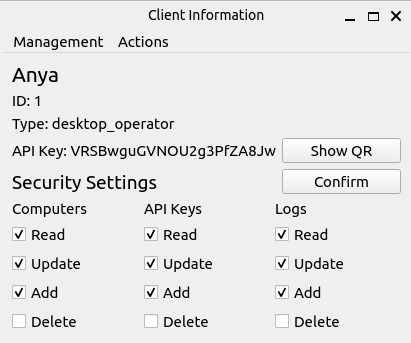 Client Information
Management Actions
Anya
ID: 1
Type: desktop_operator
API Key: VRSBwguGVNOU2g3PfZA8Jw Show QR
Security Settings Confirm
Computers API Keys Logs
Read Read Read
Update Update Update
Add Add Add
Delete Delete Delete